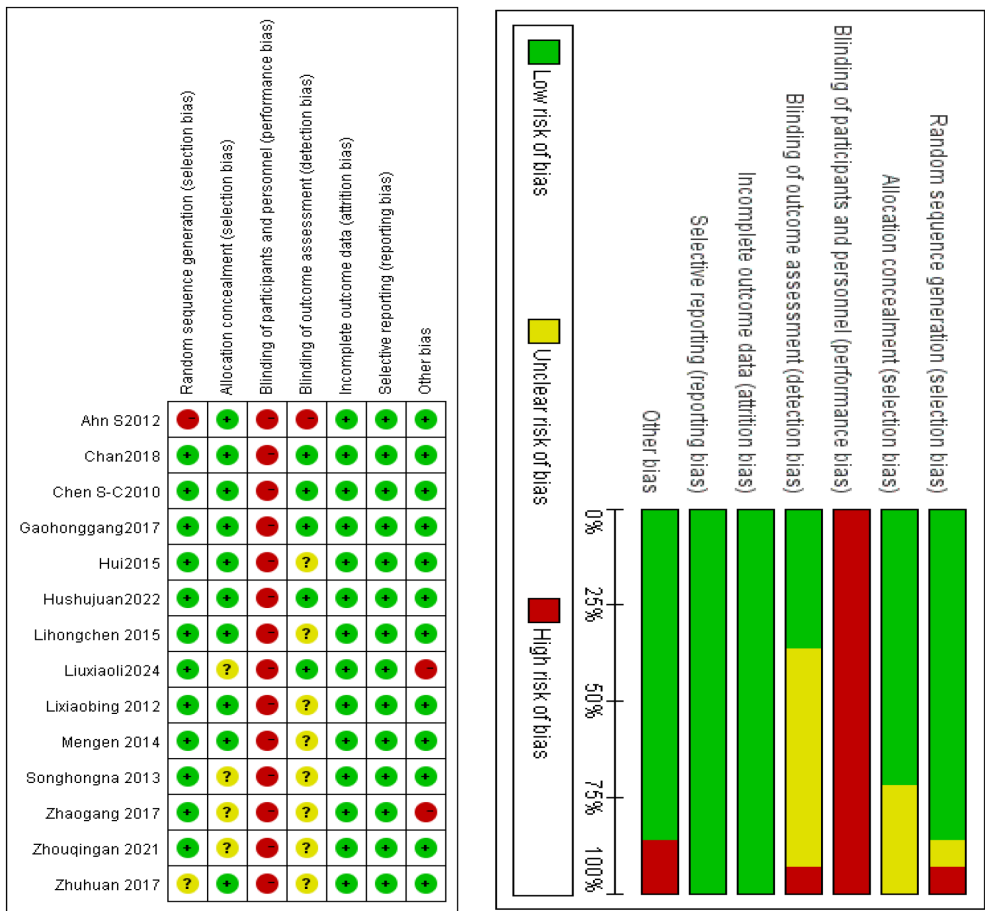 Random sequence generation (selection bias)
Allocation concealment (selection bias)
Blinding of participants and personnel (performance bias)
Blinding of outcome assessment (detection bias)
Incomplete outcome data (attrition bias)
Selective reporting (reporting bias)
Other bias
Ahn S2012 - + - - + + +
Chan2018 + + - + + + +
Chen S-C2010 + + - + + + +
Gaohonggang2017 + + - + + + +
Hui2015 + + - ? + + +
Hushujuan2022 + + - + + + +
Lihongchen 2015 + + - ? + + +
Liuxiaoli2024 + ? - + + + -
Lixiaobing 2012 + + - ? + + +
Mengen 2014 + + - ? + + +
Songhongna 2013 + ? - ? + + +
Zhaogang 2017 + ? - ? + + -
Zhouqingan 2021 + ? - ? + + +
Zhuhuan 2017 ? + - ? + + +
Random sequence generation (selection bias)
Allocation concealment (selection bias)
Blinding of participants and personnel (performance bias)
Blinding of outcome assessment (detection bias)
Incomplete outcome data (attrition bias)
Selective reporting (reporting bias)
Other bias
0% 25% 50% 75% 100%
Low risk of bias
Unclear risk of bias
High risk of bias